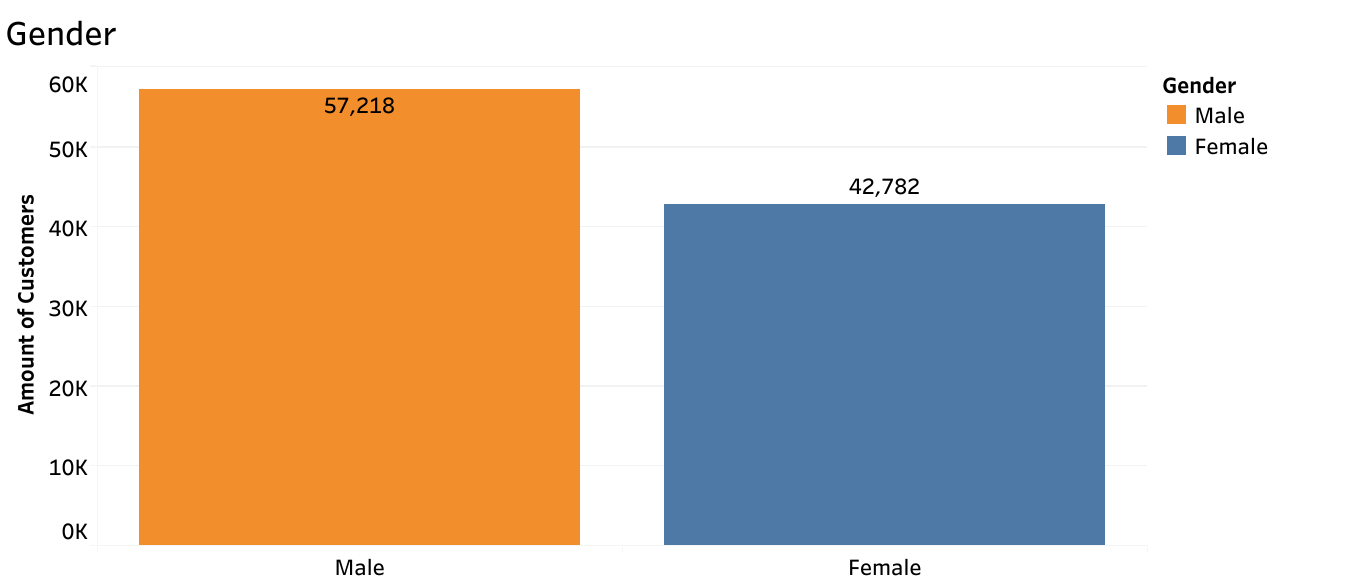 Gender
60K
50K
40K
30K
20K
10K
0K
Amount of Customers
57,218
42,782
Male
Female
Gender
Male
Female